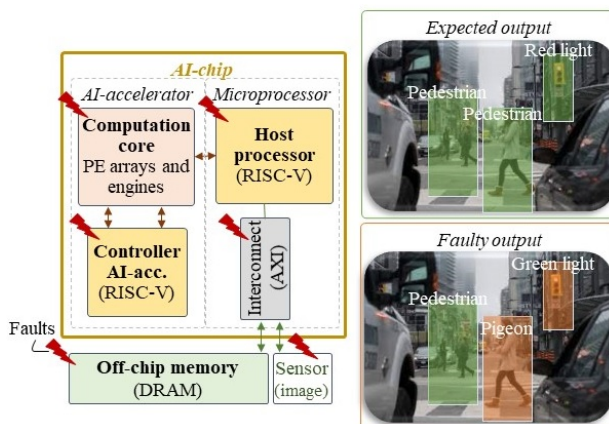 AI-chip
AI-accelerator
Microprocessor
Computation
core
PE arrays and
engines
Host
processor
(RISC-V)
Controller
AI-acc.
(RISC-V)
Interconnect
(AXI)
Faults
Off-chip memory
(DRAM)
Sensor
(image)
Expected output
Red light
Pedestrian
Pedestrian
Faulty output
Green light
Pedestrian
Pigeon